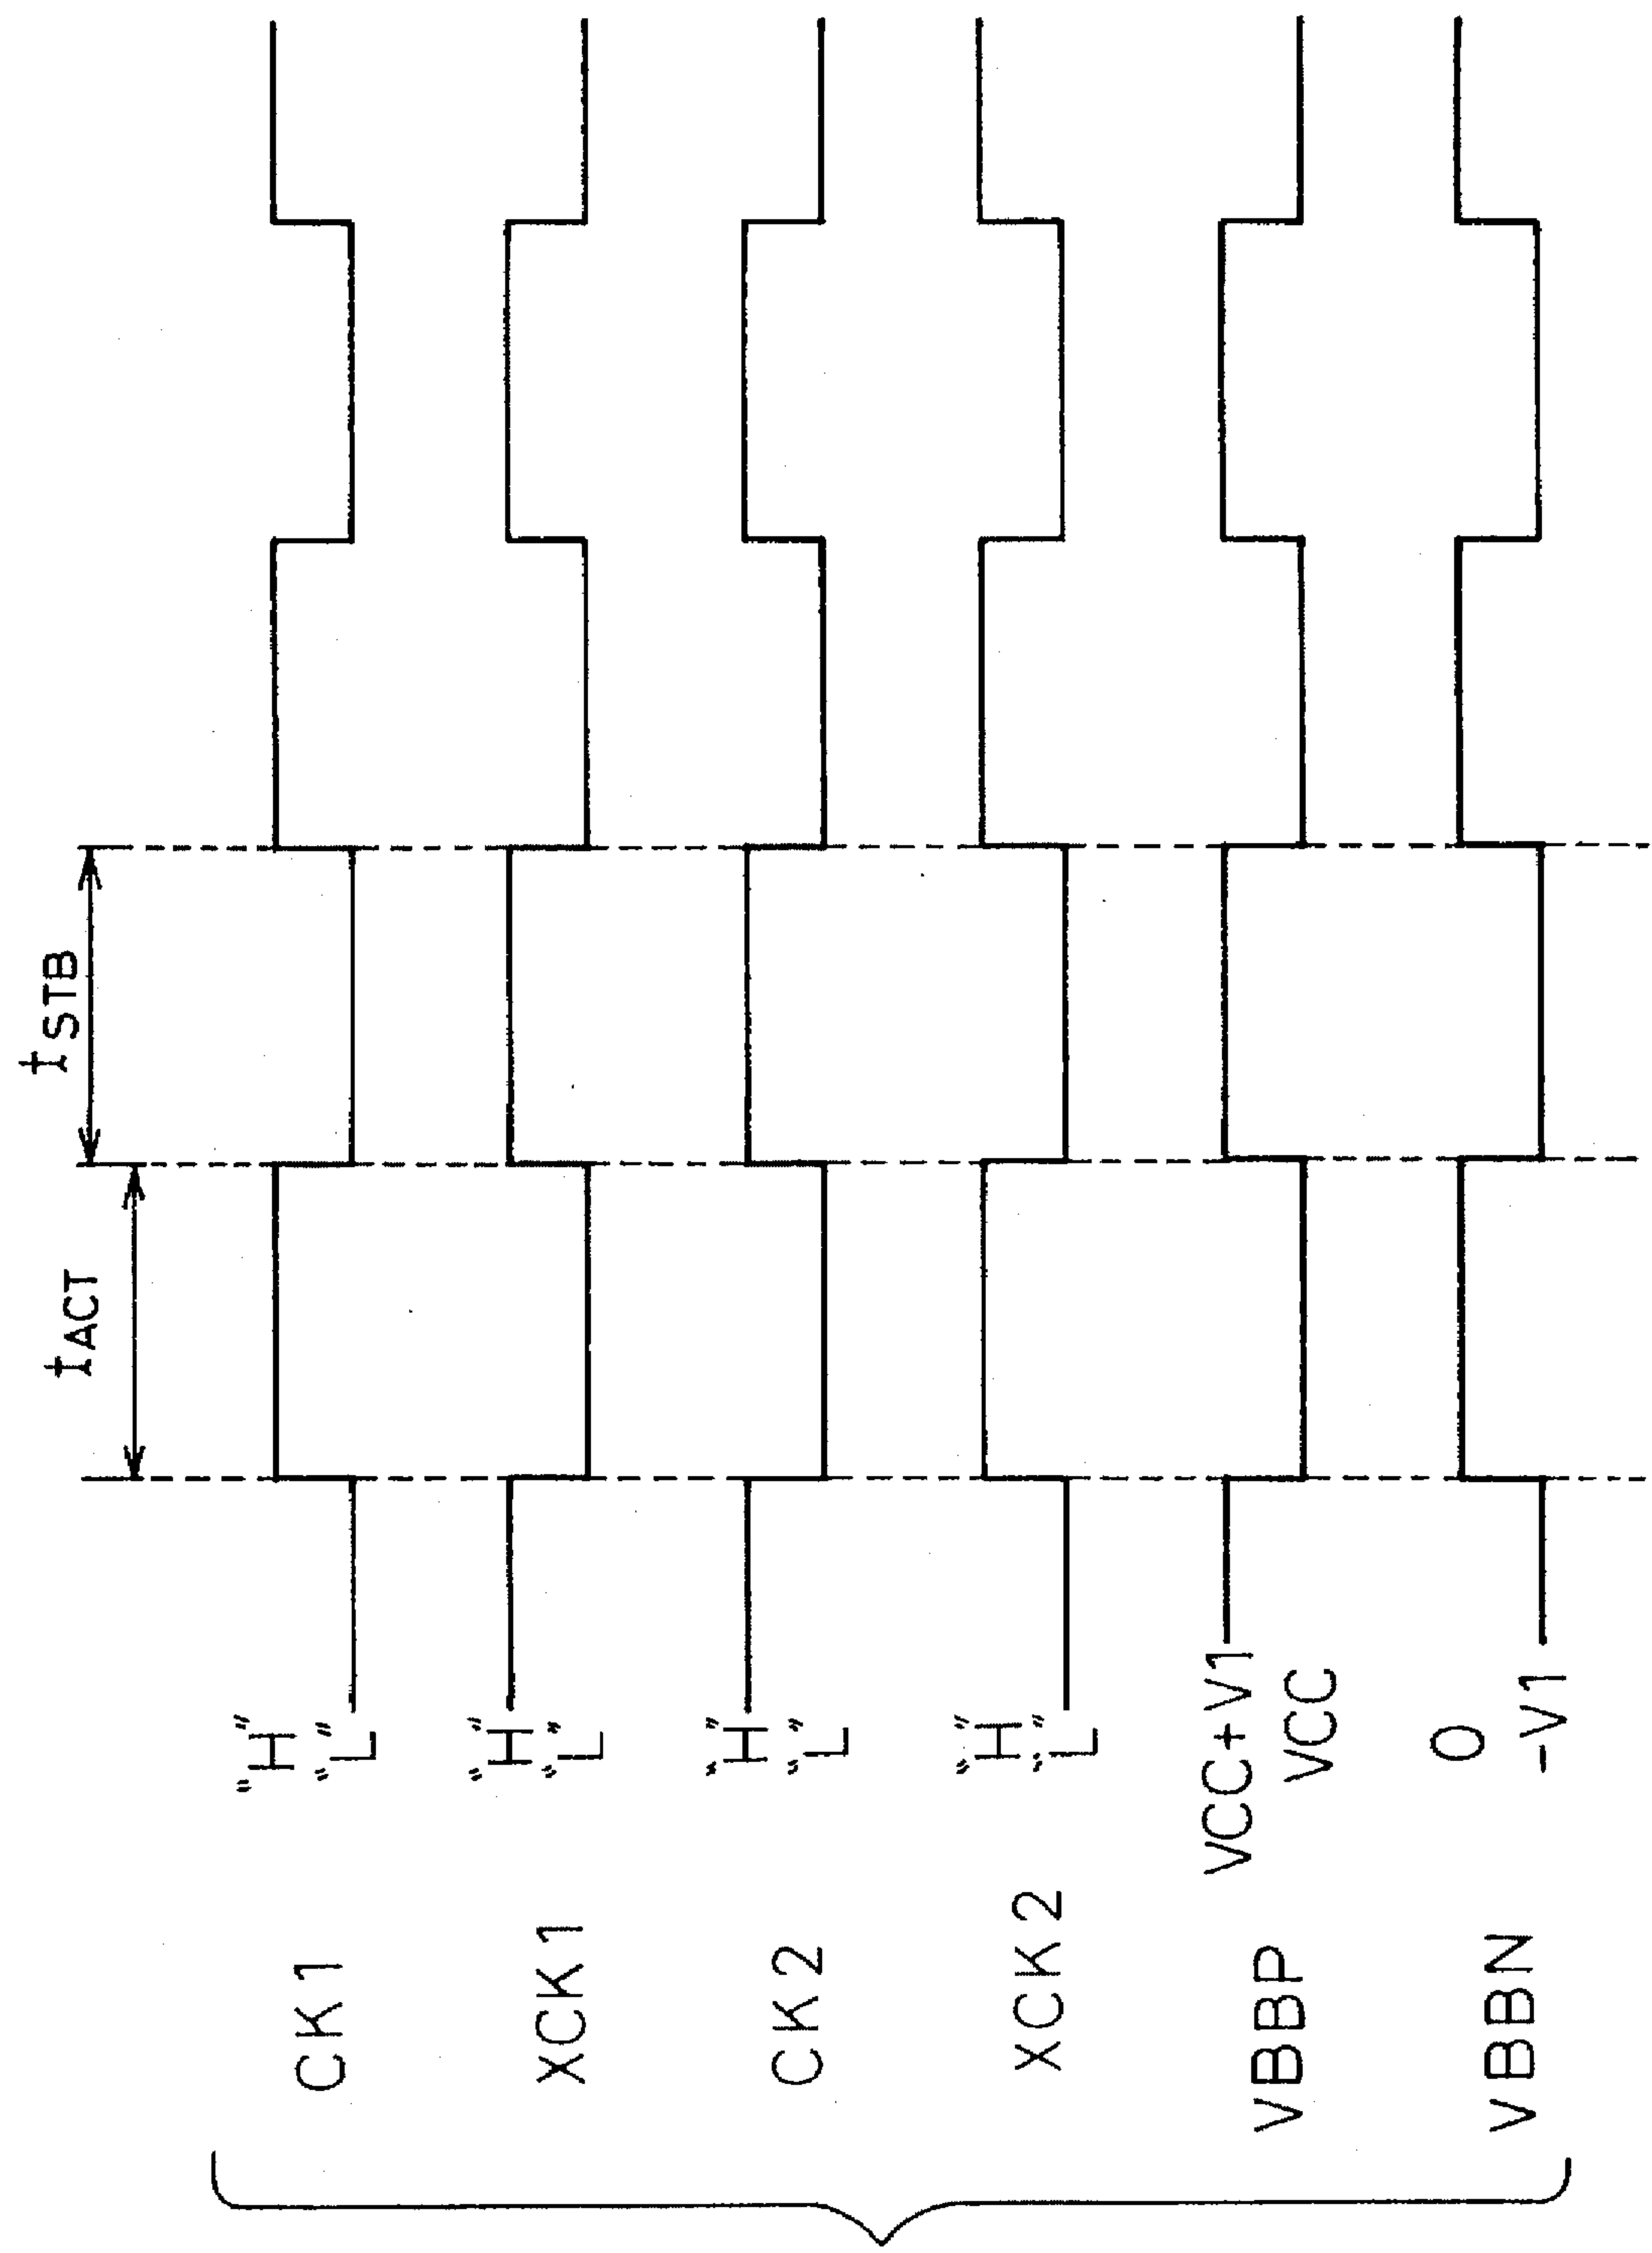 tACT
tSTB
CK1
"H"
"L"
XCK1
"H"
"L"
CK2
"H"
"L"
XCK2
"H"
"L"
VBBP
VCC+V1
VCC
VBBN
0
-V1